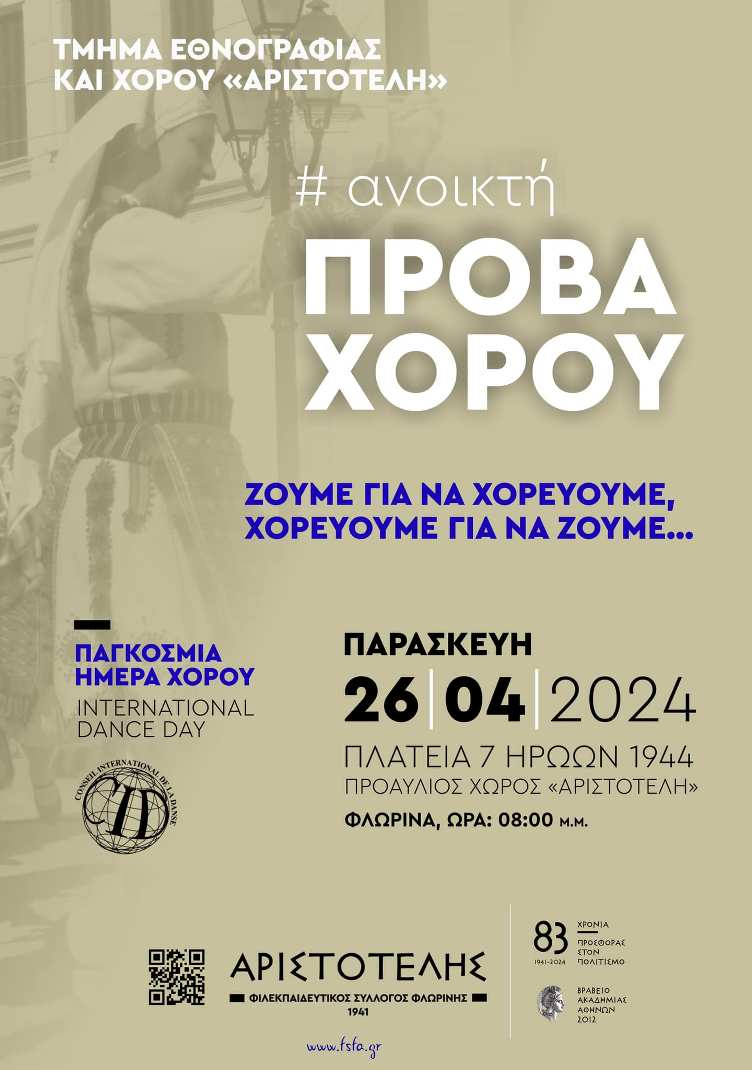 ΤΜΗΜΑ ΕΘΝΟΓΡΑΦΙΑΣ
ΚΑΙ ΧΟΡΟΥ «ΑΡΙΣΤΟΤΕΛΗ»
# ανοικτή
ΠΡΟΒΑ
ΧΟΡΟΥ
ΖΟΥΜΕ ΓΙΑ ΝΑ ΧΟΡΕΥΟΥΜΕ,
ΧΟΡΕΥΟΥΜΕ ΓΙΑ ΝΑ ΖΟΥΜΕ...
ΠΑΓΚΟΣΜΙΑ
ΗΜΕΡΑ ΧΟΡΟΥ
INTERNATIONAL
DANCE DAY
CONSEIL INTERNATIONAL DE LA DANSE
CID
ΠΑΡΑΣΚΕΥΗ
26|04|2024
ΠΛΑΤΕΙΑ 7 ΗΡΩΩΝ 1944
ΠΡΟΑΥΛΙΟΣ ΧΩΡΟΣ «ΑΡΙΣΤΟΤΕΛΗ»
ΦΛΩΡΙΝΑ, ΩΡΑ: 08:00 Μ.Μ.
ΑΡΙΣΤΟΤΕΛΗΣ
ΦΙΛΕΚΠΑΙΔΕΥΤΙΚΟΣ ΣΥΛΛΟΓΟΣ ΦΛΩΡΙΝΗΣ
1941
www.fsfa.gr
83
1941-2024
ΧΡΟΝΙΑ
ΠΡΟΣΦΟΡΑΣ
ΣΤΟΝ
ΠΟΛΙΤΙΣΜΟ
ΒΡΑΒΕΙΟ
ΑΚΑΔΗΜΙΑΣ
ΑΘΗΝΩΝ
2012